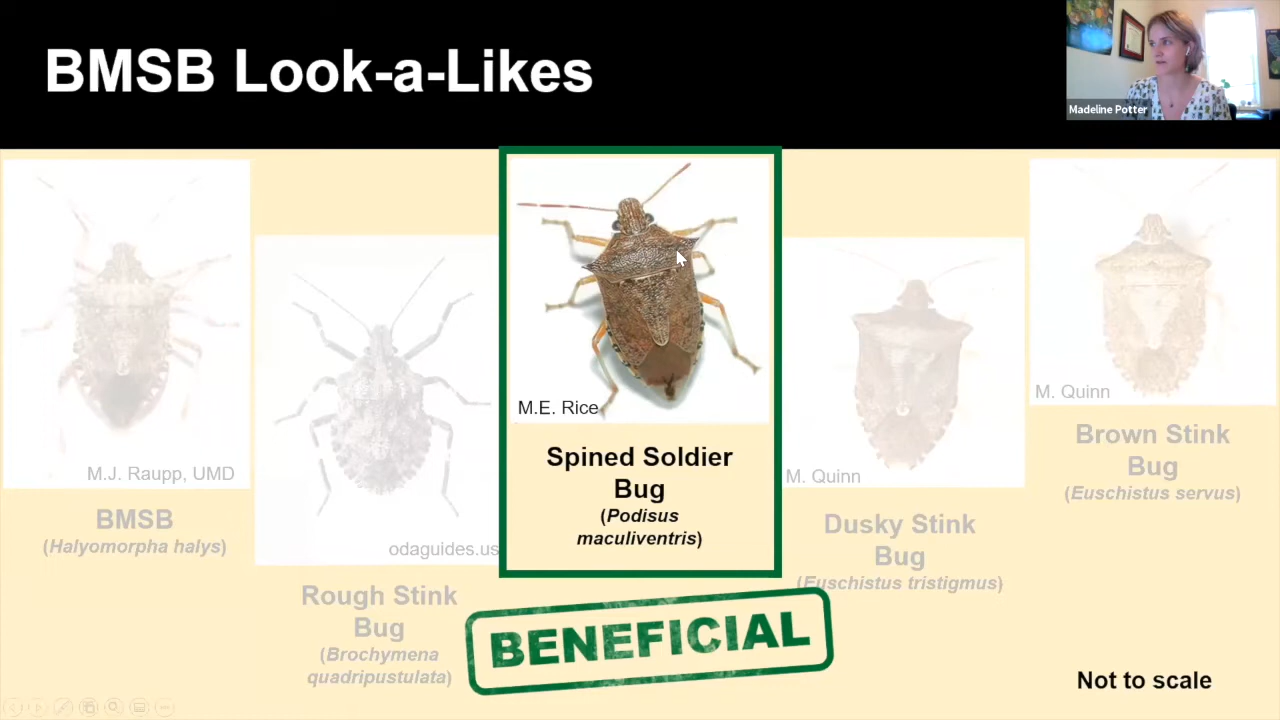 BMSB Look-a-Likes
Madeline Potter
M.J. Raupp, UMD
BMSB
(Halyomorpha halys)
odaguides.us
Rough Stink
Bug
(Brochymena
quadripustulata)
M.E. Rice
Spined Soldier
Bug
(Podisus
maculiventris)
BENEFICIAL
M. Quinn
Dusky Stink
Bug
(Euschistus tristigmus)
M. Quinn
Brown Stink
Bug
(Euschistus servus)
Not to scale